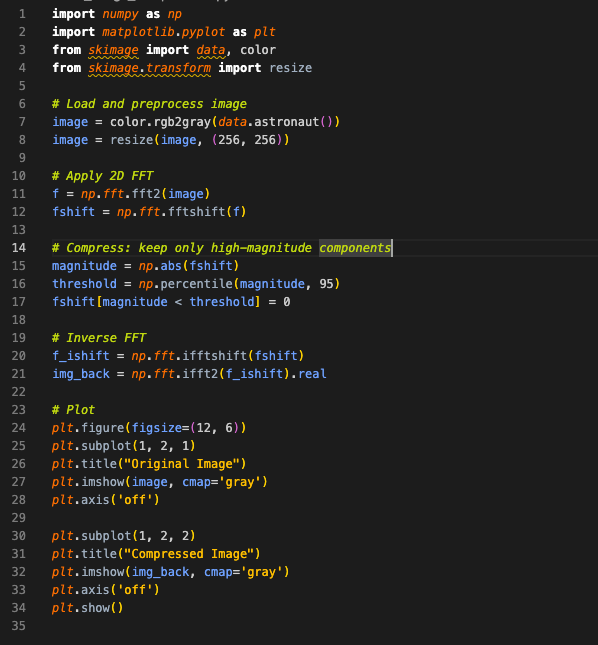 1 import numpy as np
2 import matplotlib.pyplot as plt
3 from skimage import data, color
4 from skimage.transform import resize
5
6 # Load and preprocess image
7 image = color.rgb2gray(data.astronaut())
8 image = resize(image, (256, 256))
9
10 # Apply 2D FFT
11 f = np.fft.fft2(image)
12 fshift = np.fft.fftshift(f)
13
14 # Compress: keep only high-magnitude components
15 magnitude = np.abs(fshift)
16 threshold = np.percentile(magnitude, 95)
17 fshift[magnitude < threshold] = 0
18
19 # Inverse FFT
20 f_ishift = np.fft.ifftshift(fshift)
21 img_back = np.fft.ifft2(f_ishift).real
22
23 # Plot
24 plt.figure(figsize=(12, 6))
25 plt.subplot(1, 2, 1)
26 plt.title("Original Image")
27 plt.imshow(image, cmap='gray')
28 plt.axis('off')
29
30 plt.subplot(1, 2, 2)
31 plt.title("Compressed Image")
32 plt.imshow(img_back, cmap='gray')
33 plt.axis('off')
34 plt.show()
35